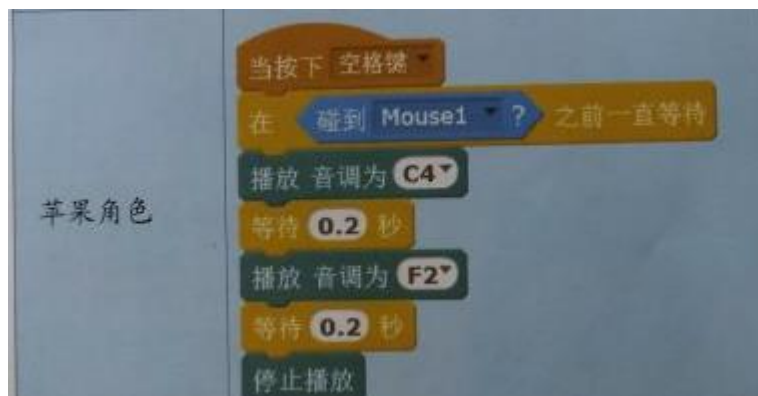 当按下 空格键
在 碰到 Mouse1 ? 之前一直等待
播放 音调为 C4
苹果角色
等待 0.2 秒
播放 音调为 F2
等待 0.2 秒
停止播放